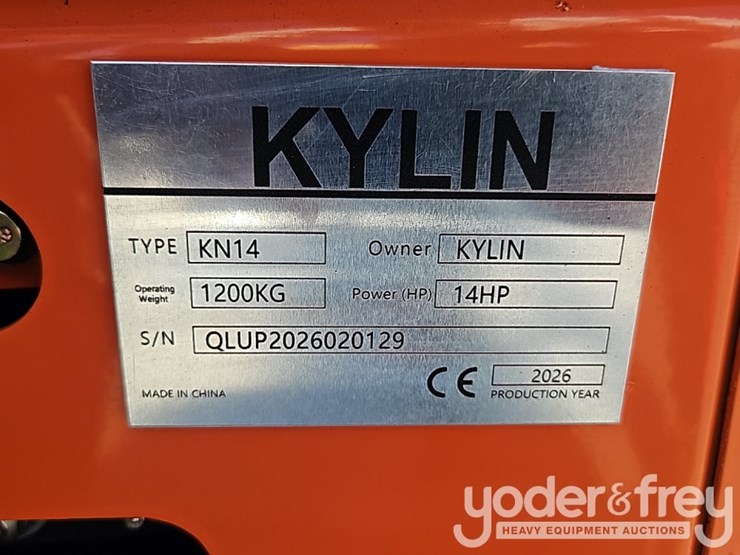 KYLIN
TYPE KN14 Owner KYLIN
Operating Weight 1200KG Power (HP) 14HP
S/N QLUP2026020129
CE 2026
MADE IN CHINA PRODUCTION YEAR
yoder&frey
HEAVY EQUIPMENT AUCTIONS